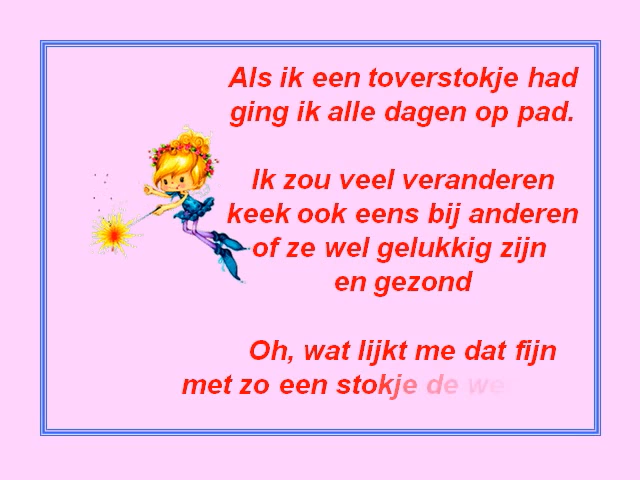 Als ik een toverstokje had
ging ik alle dagen op pad.
Ik zou veel veranderen
keek ook eens bij anderen
of ze wel gelukkig zijn
en gezond
Oh, wat lijkt me dat fijn
met zo een stokje de we